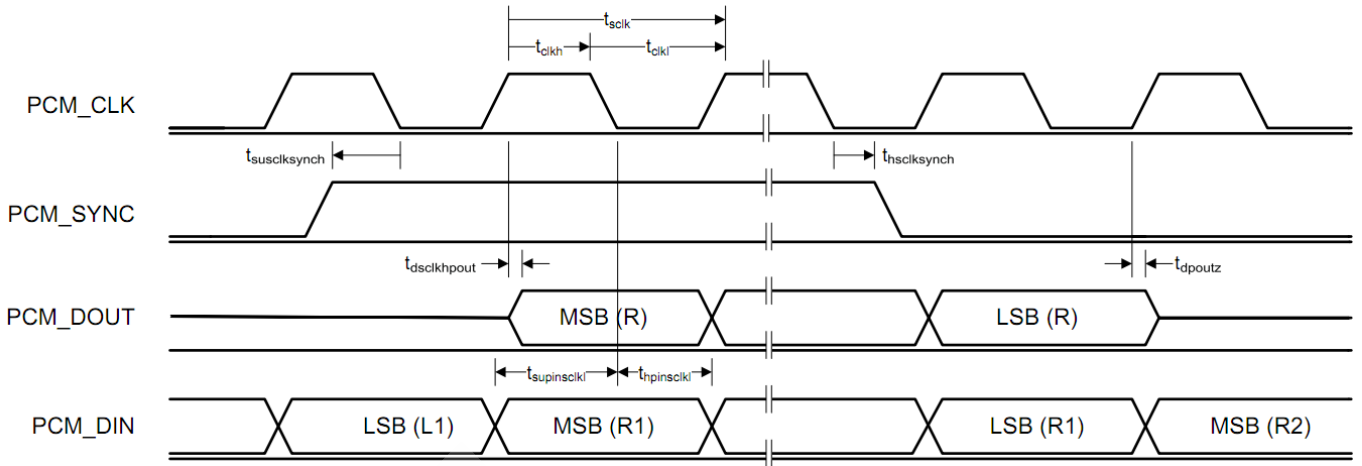 tsclk
tclkh
tclkl
PCM_CLK
tsusclksynch
thsclksynch
PCM_SYNC
tdsclkhpout
tdpoutz
PCM_DOUT
MSB (R)
LSB (R)
tsupinsclkl
thpinsclkl
PCM_DIN
LSB (L1)
MSB (R1)
LSB (R1)
MSB (R2)